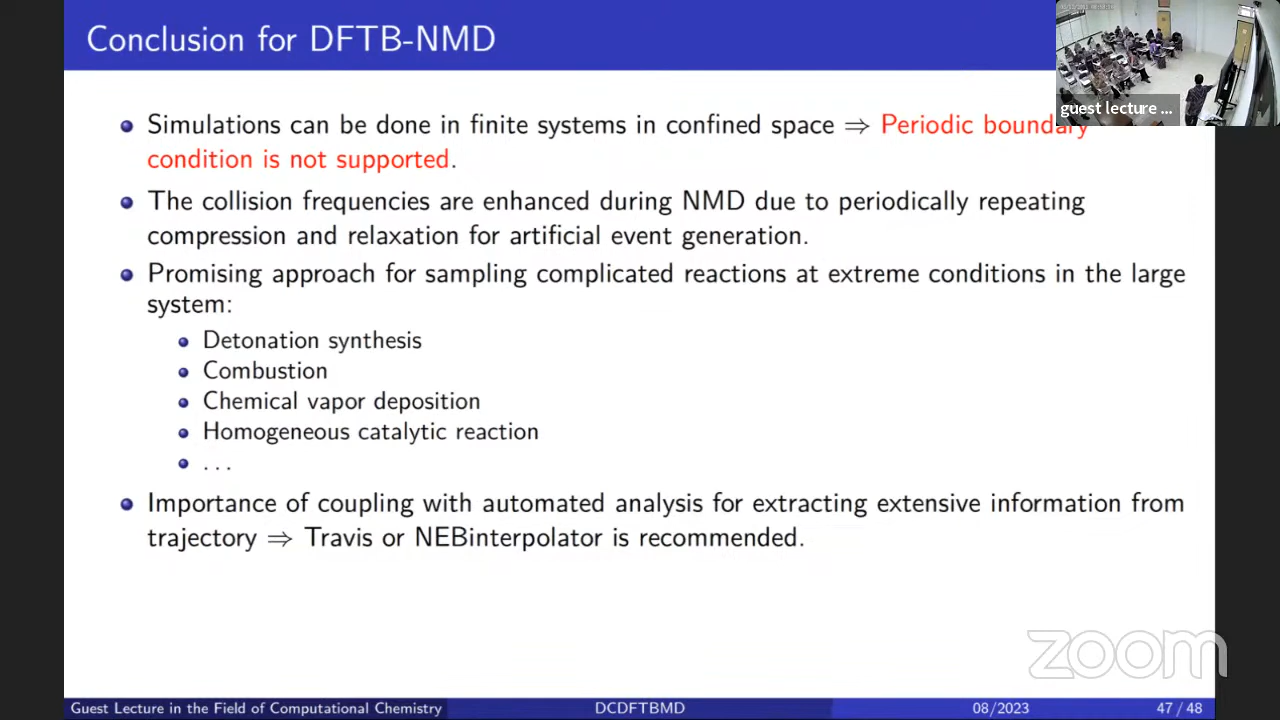 Conclusion for DFTB-NMD
guest lecture ...
Simulations can be done in finite systems in confined space ⇒ Periodic boundary
condition is not supported.
The collision frequencies are enhanced during NMD due to periodically repeating
compression and relaxation for artificial event generation.
Promising approach for sampling complicated reactions at extreme conditions in the large
system:
Detonation synthesis
Combustion
Chemical vapor deposition
Homogeneous catalytic reaction
...
Importance of coupling with automated analysis for extracting extensive information from
trajectory ⇒ Travis or NEBinterpolator is recommended.
zoom
Guest Lecture in the Field of Computational Chemistry
DCDFTBMD
08/2023
47 / 48